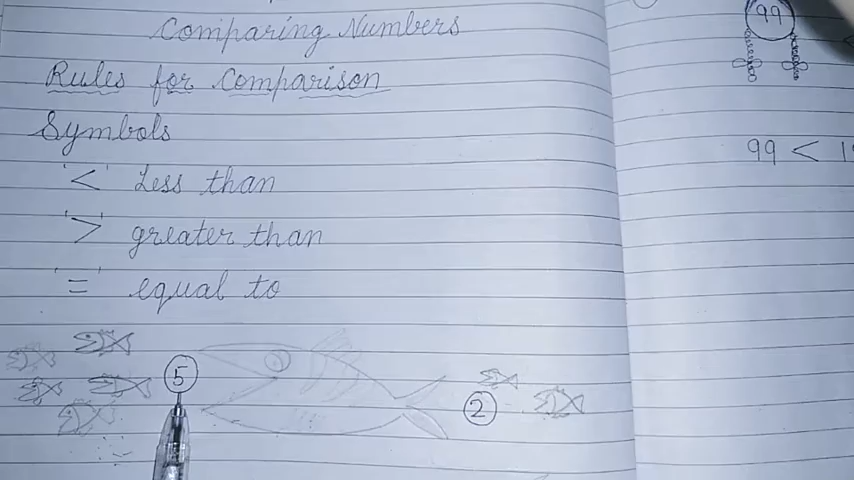 Comparing Numbers
Rules for comparison
Symbols
'<' Less than
'>' greater than
'=' equal to
5
2
99
99 <